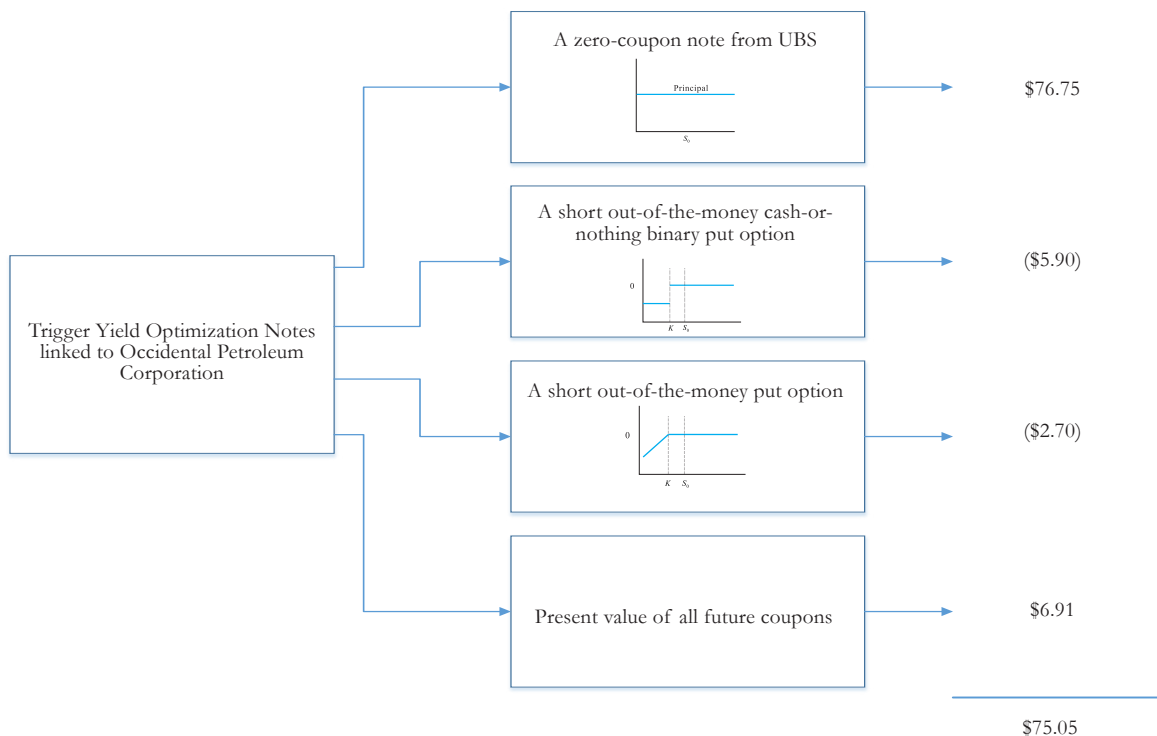 A zero-coupon note from UBS
Principal
S₀
$76.75
A short out-of-the-money cash-or-
nothing binary put option
0
K
S₀
($5.90)
Trigger Yield Optimization Notes
linked to Occidental Petroleum
Corporation
A short out-of-the-money put option
0
K
S₀
($2.70)
Present value of all future coupons
$6.91
$75.05